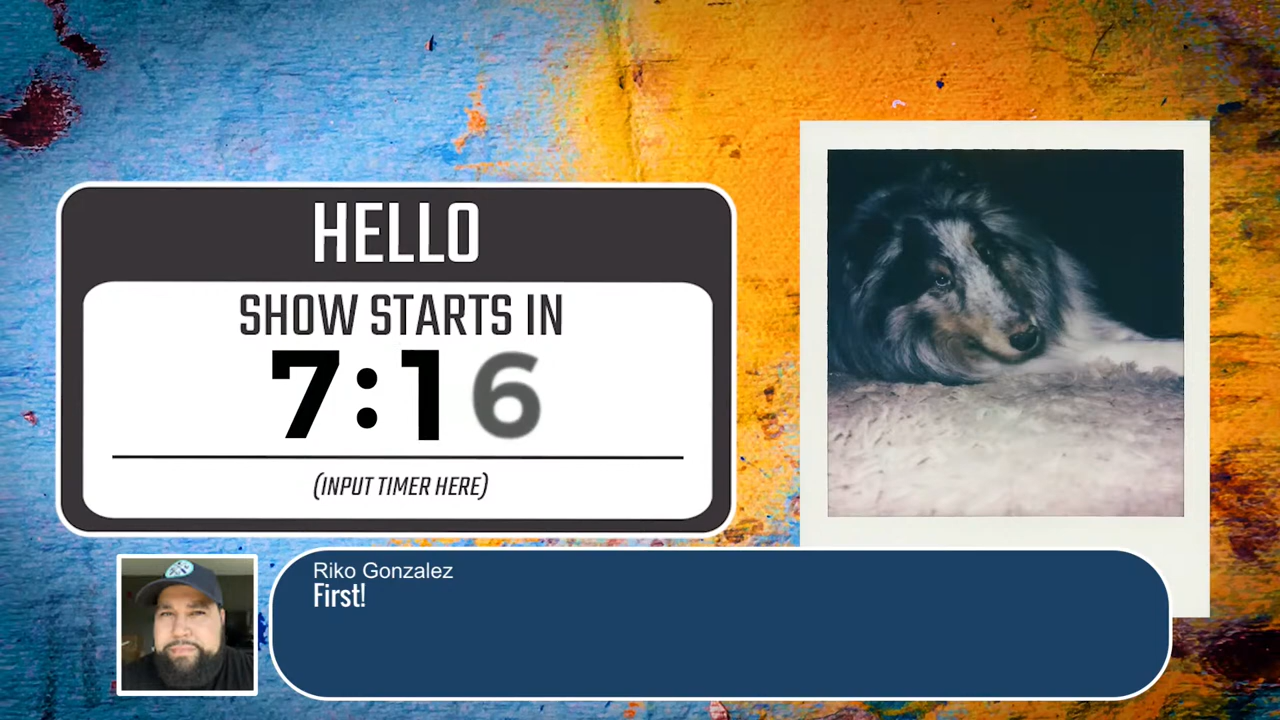 HELLO
SHOW STARTS IN
7:16
(INPUT TIMER HERE)
Riko Gonzalez
First!